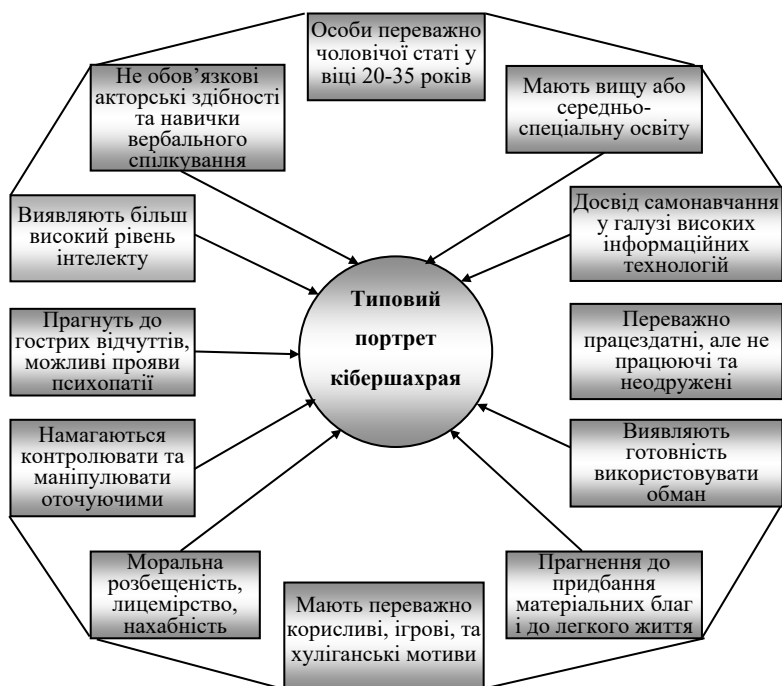 Особи переважно
чоловічої статі у
віці 20-35 років
Не обов’язкові
акторські здібності
та навички
вербального
спілкування
Мають вищу або
середньо-
спеціальну освіту
Виявляють більш
високий рівень
інтелекту
Досвід самонавчання
у галузі високих
інформаційних
технологій
Типовий
портрет
кібершахрая
Прагнуть до
гострих відчуттів,
можливі прояви
психопатії
Переважно
працездатні, але не
працюючі та
неодружені
Намагаються
контролювати та
маніпулювати
оточуючими
Виявляють
готовність
використовувати
обман
Моральна
розбещеність,
лицемірство,
нахабність
Мають переважно
корисливі, ігрові, та
хуліганські мотиви
Прагнення до
придбання
матеріальних благ
і до легкого життя